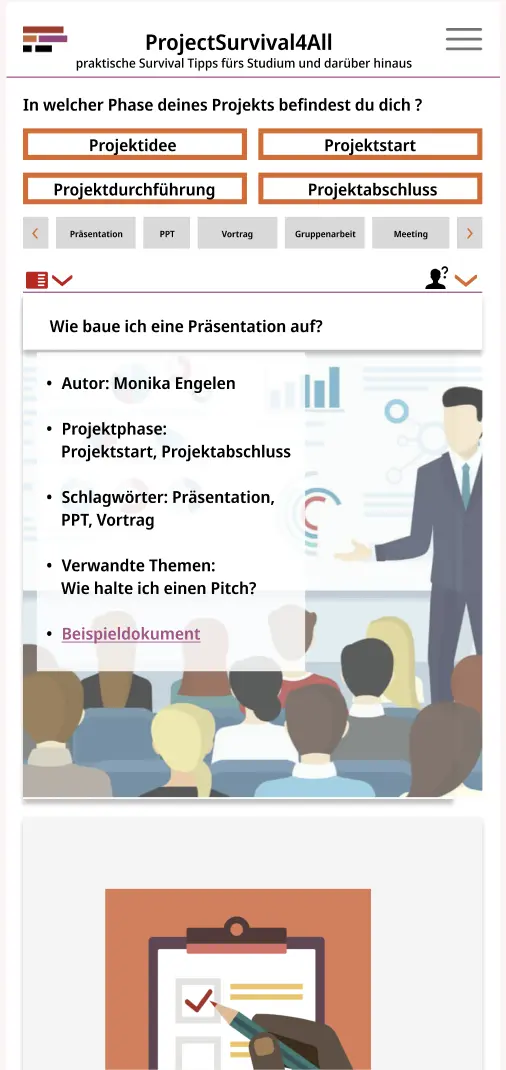 ProjectSurvival4All
praktische Survival Tipps fürs Studium und darüber hinaus
In welcher Phase deines Projekts befindest du dich ?
Projektidee
Projektstart
Projektdurchführung
Projektabschluss
Präsentation
PPT
Vortrag
Gruppenarbeit
Meeting
Wie baue ich eine Präsentation auf?
• Autor: Monika Engelen
• Projektphase:
Projektstart, Projektabschluss
• Schlagwörter: Präsentation,
PPT, Vortrag
• Verwandte Themen:
Wie halte ich einen Pitch?
• Beispieldokument